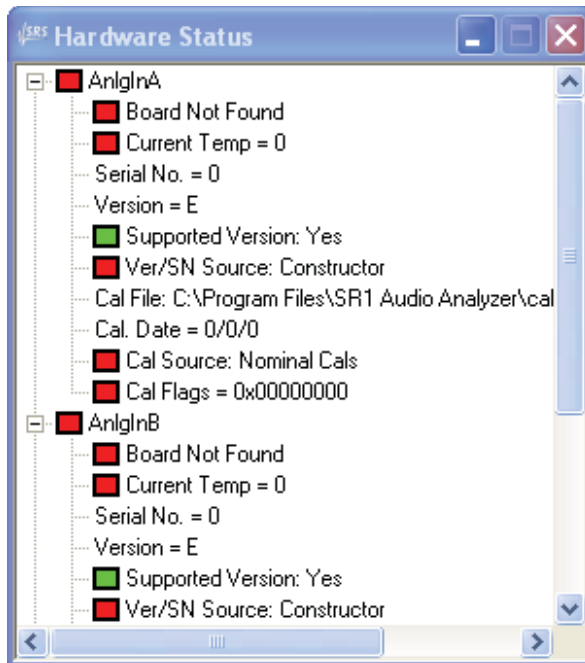 SRS Hardware Status
AnlgInA
Board Not Found
Current Temp = 0
Serial No. = 0
Version = E
Supported Version: Yes
Ver/SN Source: Constructor
Cal File: C:\Program Files\SR1 Audio Analyzer\cal
Cal. Date = 0/0/0
Cal Source: Nominal Cals
Cal Flags = 0x00000000
AnlgInB
Board Not Found
Current Temp = 0
Serial No. = 0
Version = E
Supported Version: Yes
Ver/SN Source: Constructor